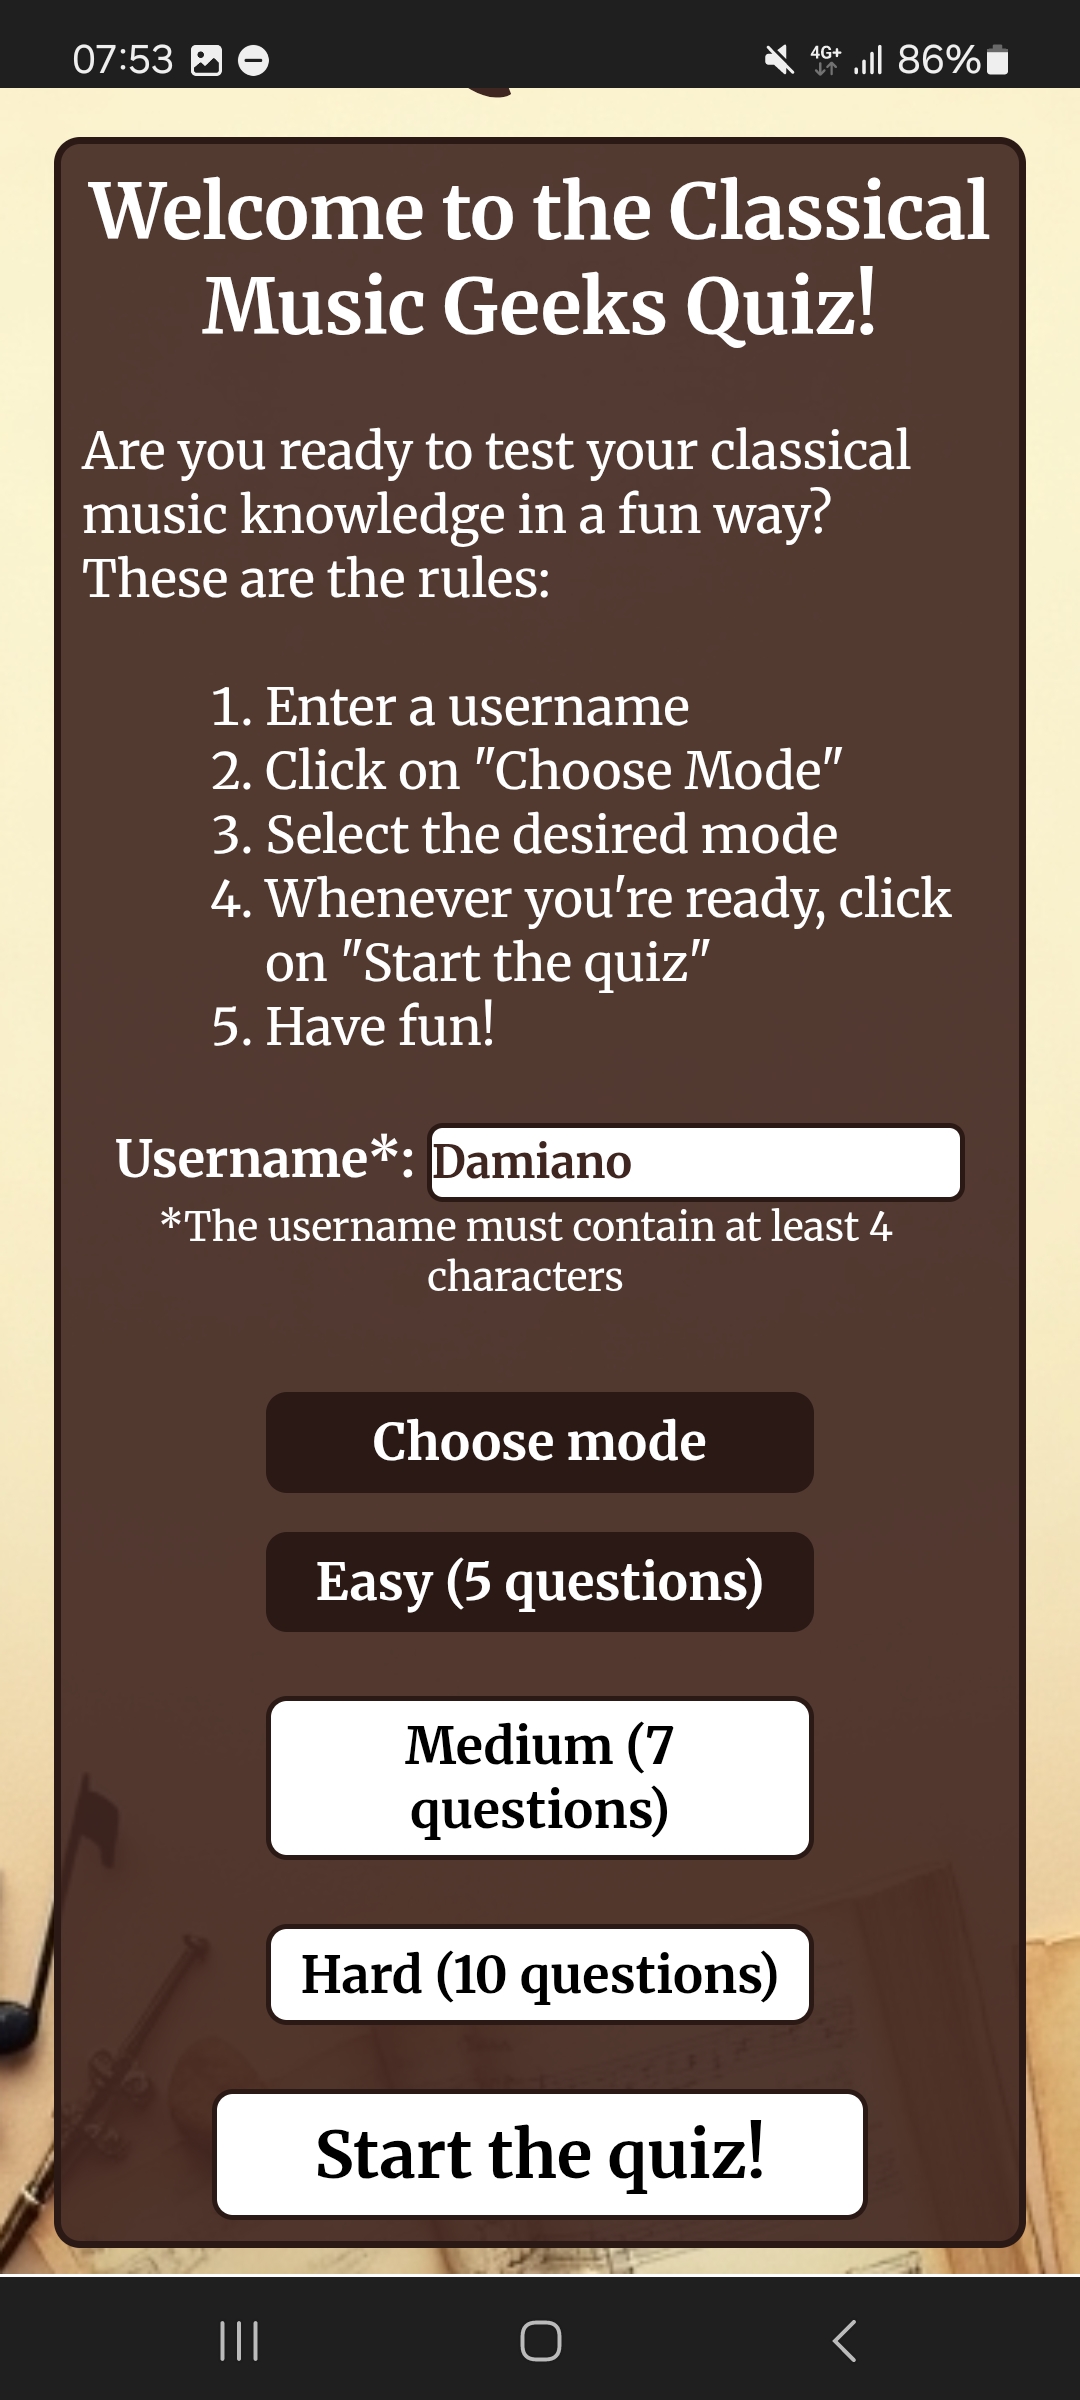 07:53
4G+
86%
Welcome to the Classical
Music Geeks Quiz!
Are you ready to test your classical
music knowledge in a fun way?
These are the rules:
1. Enter a username
2. Click on "Choose Mode"
3. Select the desired mode
4. Whenever you're ready, click
on "Start the quiz"
5. Have fun!
Username*: Damiano
*The username must contain at least 4
characters
Choose mode
Easy (5 questions)
Medium (7
questions)
Hard (10 questions)
Start the quiz!